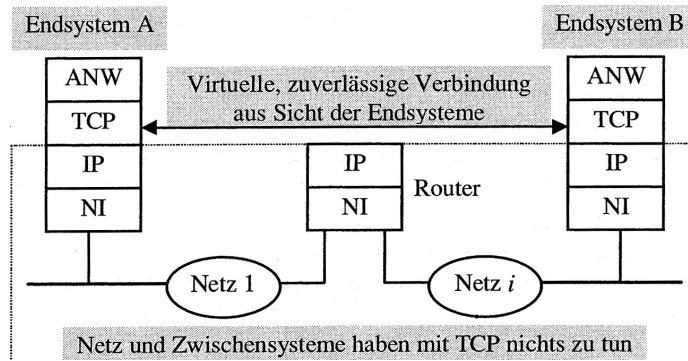 Endsystem A
Endsystem B
ANW
TCP
IP
NI
Virtuelle, zuverlässige Verbindung
aus Sicht der Endsysteme
ANW
TCP
IP
NI
IP
NI
Router
Netz 1
Netz i
Netz und Zwischensysteme haben mit TCP nichts zu tun